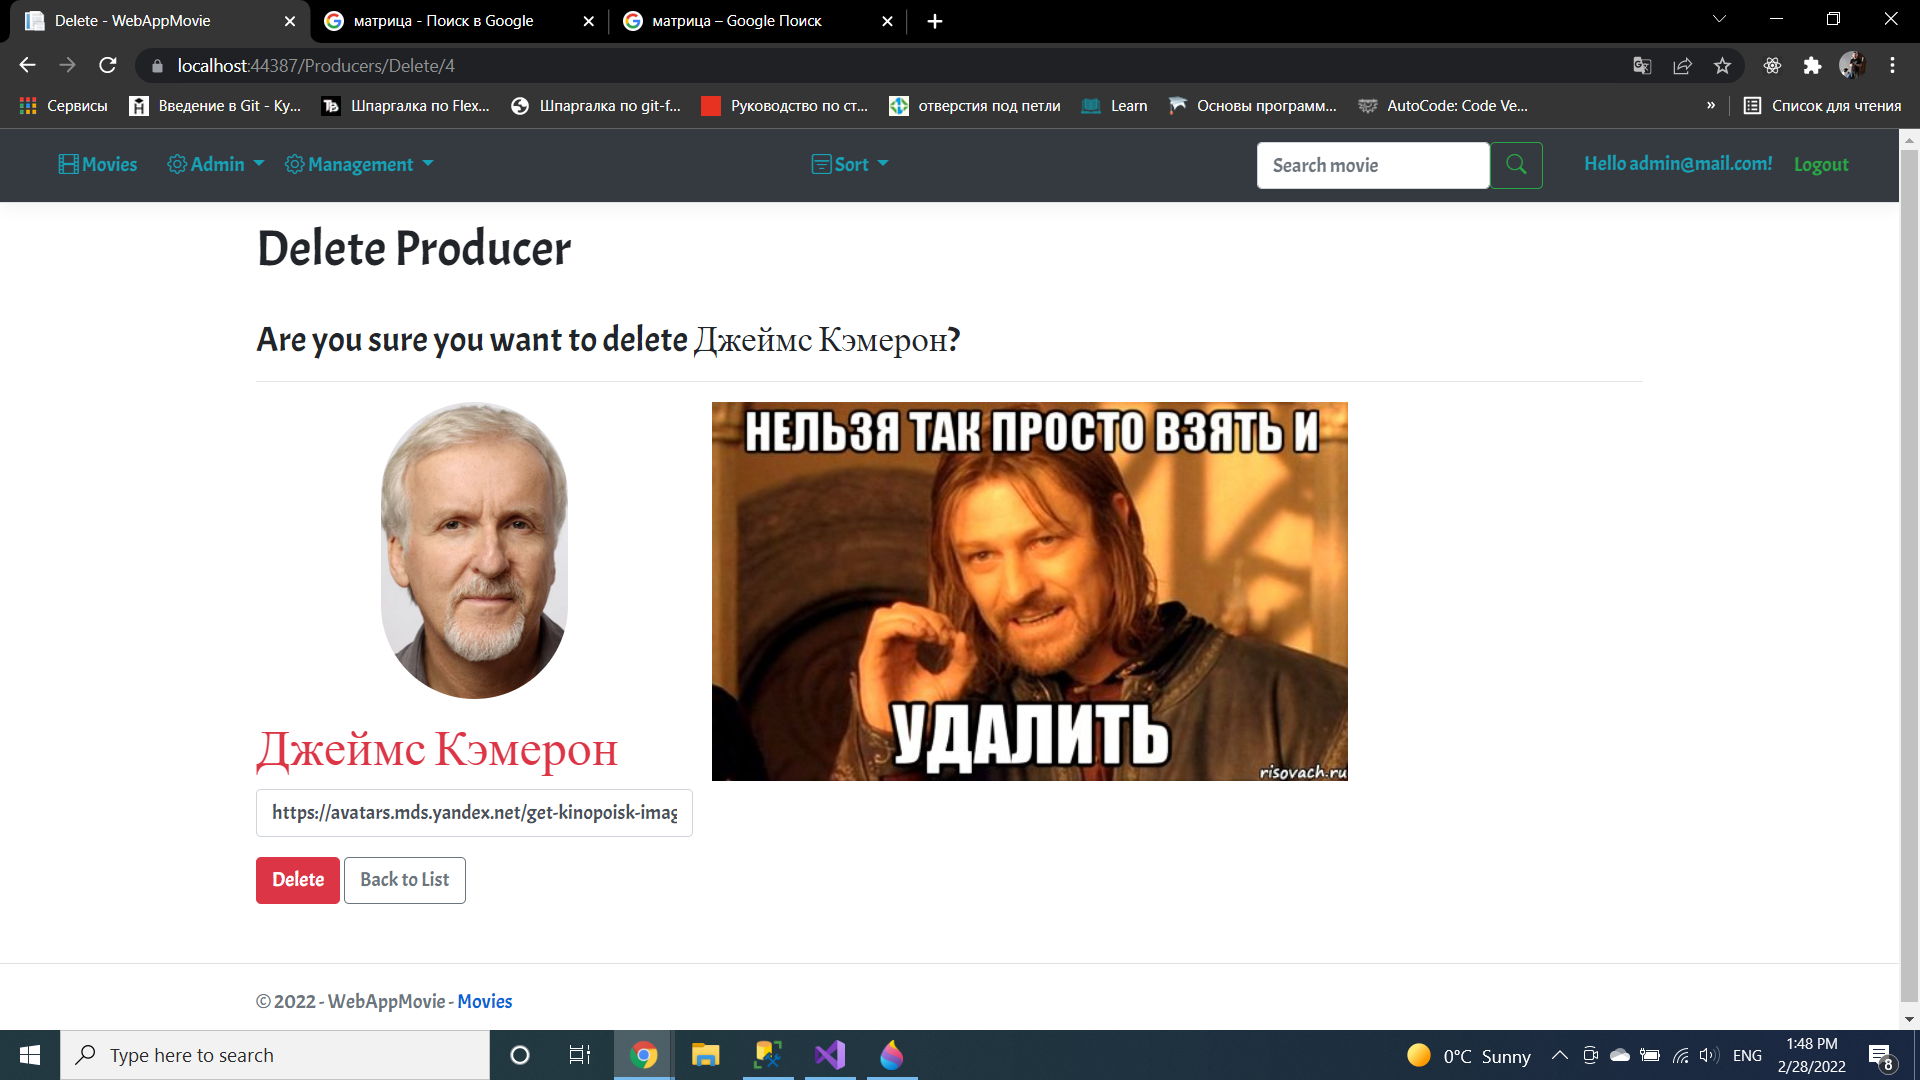 Delete - WebAppMovie
матрица - Поиск в Google
матрица – Google Поиск
localhost:44387/Producers/Delete/4
Сервисы
Введение в Git - Ку...
Шпаргалка по Flex...
Шпаргалка по git-f...
Руководство по ст...
отверстия под петли
Learn
Основы программ...
AutoCode: Code Ve...
»
Список для чтения
Movies
Admin
Management
Sort
Search movie
Hello admin@mail.com!
Logout
Delete Producer
Are you sure you want to delete Джеймс Кэмерон?
НЕЛЬЗЯ ТАК ПРОСТО ВЗЯТЬ И
УДАЛИТЬ
risovach.ru
Джеймс Кэмерон
https://avatars.mds.yandex.net/get-kinopoisk-imag
Delete
Back to List
© 2022 - WebAppMovie - Movies
Type here to search
0°C Sunny
ENG
1:48 PM
2/28/2022
8